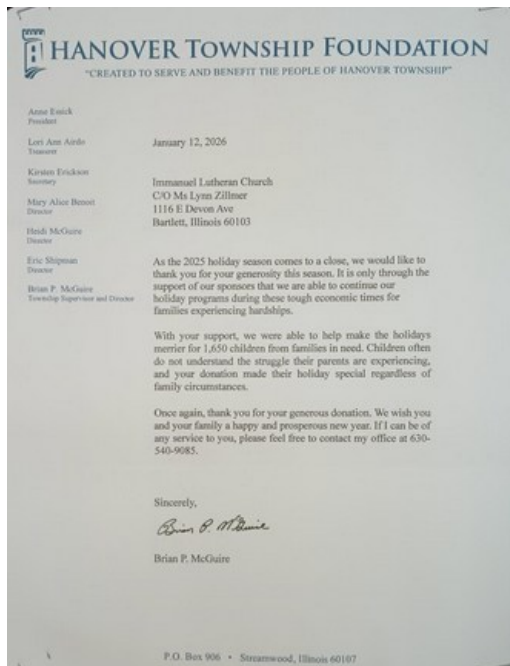 HANOVER TOWNSHIP FOUNDATION
"CREATED TO SERVE AND BENEFIT THE PEOPLE OF HANOVER TOWNSHIP"
Anne Essick
President
Lori Ann Airdo
Treasurer
Kirsten Erickson
Secretary
Mary Alice Benoit
Director
Heidi McGuire
Director
Eric Shipman
Director
Brian P. McGuire
Township Supervisor and Director
January 12, 2026
Immanuel Lutheran Church
C/O Ms Lynn Zillmer
1116 E Devon Ave
Bartlett, Illinois 60103
As the 2025 holiday season comes to a close, we would like to
thank you for your generosity this season. It is only through the
support of our sponsors that we are able to continue our
holiday programs during these tough economic times for
families experiencing hardships.
With your support, we were able to help make the holidays
merrier for 1,650 children from families in need. Children often
do not understand the struggle their parents are experiencing,
and your donation made their holiday special regardless of
family circumstances.
Once again, thank you for your generous donation. We wish you
and your family a happy and prosperous new year. If I can be of
any service to you, please feel free to contact my office at 630-
540-9085.
Sincerely,
Brian P. McGuire
Brian P. McGuire
P.O. Box 906 • Streamwood, Illinois 60107